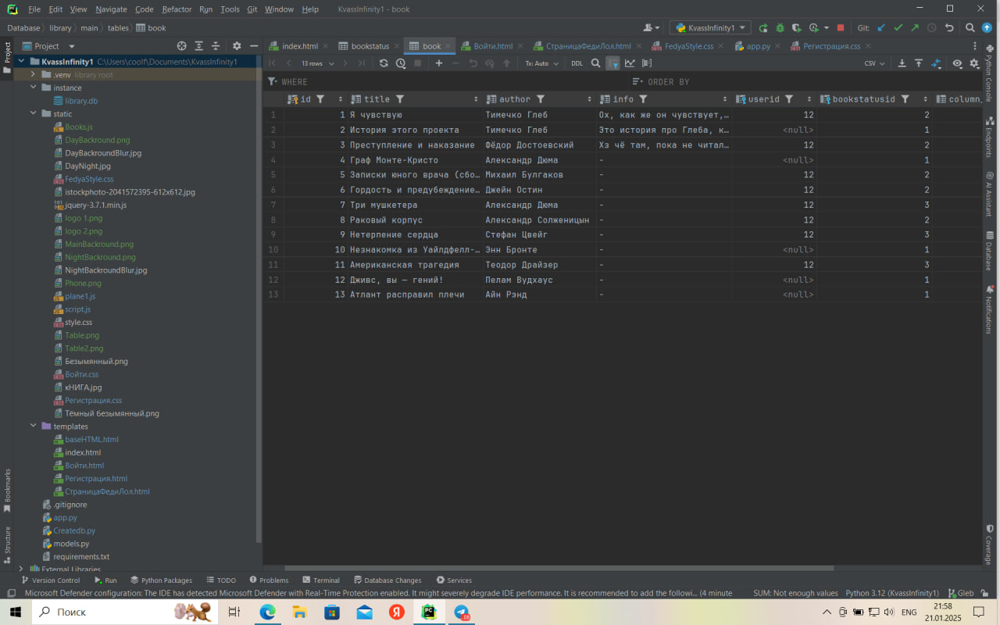 File Edit View Navigate Code Refactor Run Tools Git Window Help KvassInfinity1 - book
Database library main tables book KvassInfinity1 Git:
Project index.html bookstatus book Войти.html СтраницаФедиЛол.html FedyaStyle.css app.py Регистрация.css
KvassInfinity1 C:\Users\coolf\Documents\KvassInfinity1 13 rows Tx: Auto DDL CSV
.venv library root WHERE ORDER BY
instance
library.db id title author info userid bookstatusid column_
static 1 1 Я чувствую Тимечко Глеб Ох, как же он чувствует,… 12 2
Books.js 2 2 История этого проекта Тимечко Глеб Это история про Глеба, к… <null> 1
DayBackround.png 3 3 Преступление и наказание Фёдор Достоевский Хз чё там, пока не читал… 12 2
DayBackroundBlur.jpg 4 4 Граф Монте-Кристо Александр Дюма - <null> 1
DayNight.jpg 5 5 Записки юного врача (сбо… Михаил Булгаков - 12 2
FedyaStyle.css 6 6 Гордость и предубеждение… Джейн Остин - 12 2
istockphoto-2041572395-612x612.jpg 7 7 Три мушкетера Александр Дюма - 12 3
jquery-3.7.1.min.js 8 8 Раковый корпус Александр Солженицын - 12 2
logo 1.png 9 9 Нетерпение сердца Стефан Цвейг - 12 3
logo 2.png 10 10 Незнакомка из Уайлдфелл-… Энн Бронте - <null> 1
MainBackround.png 11 11 Американская трагедия Теодор Драйзер - 12 3
NightBackround.png 12 12 Дживс, вы — гений! Пелам Вудхаус - <null> 1
NightBackroundBlur.jpg 13 13 Атлант расправил плечи Айн Рэнд - <null> 1
Phone.png
plane1.js
script.js
style.css
Table.png
Table2.png
Безымянный.png
Войти.css
кНИГА.jpg
Регистрация.css
Тёмный безымянный.png
templates
baseHTML.html
index.html
Войти.html
Регистрация.html
СтраницаФедиЛол.html
.gitignore
app.py
Createdb.py
models.py
requirements.txt
External Libraries
Project
Bookmarks
Structure
Python Console
Endpoints
AI Assistant
Database
Notifications
Coverage
Version Control Run Python Packages TODO Problems Terminal Database Changes Services
Microsoft Defender configuration: The IDE has detected Microsoft Defender with Real-Time Protection enabled. It might severely degrade IDE performance. It is recommended to add the followi... (4 minute SUM: Not enough values Python 3.12 (KvassInfinity1) Gleb
Поиск PC Я .08 ENG 21:58
21.01.2025